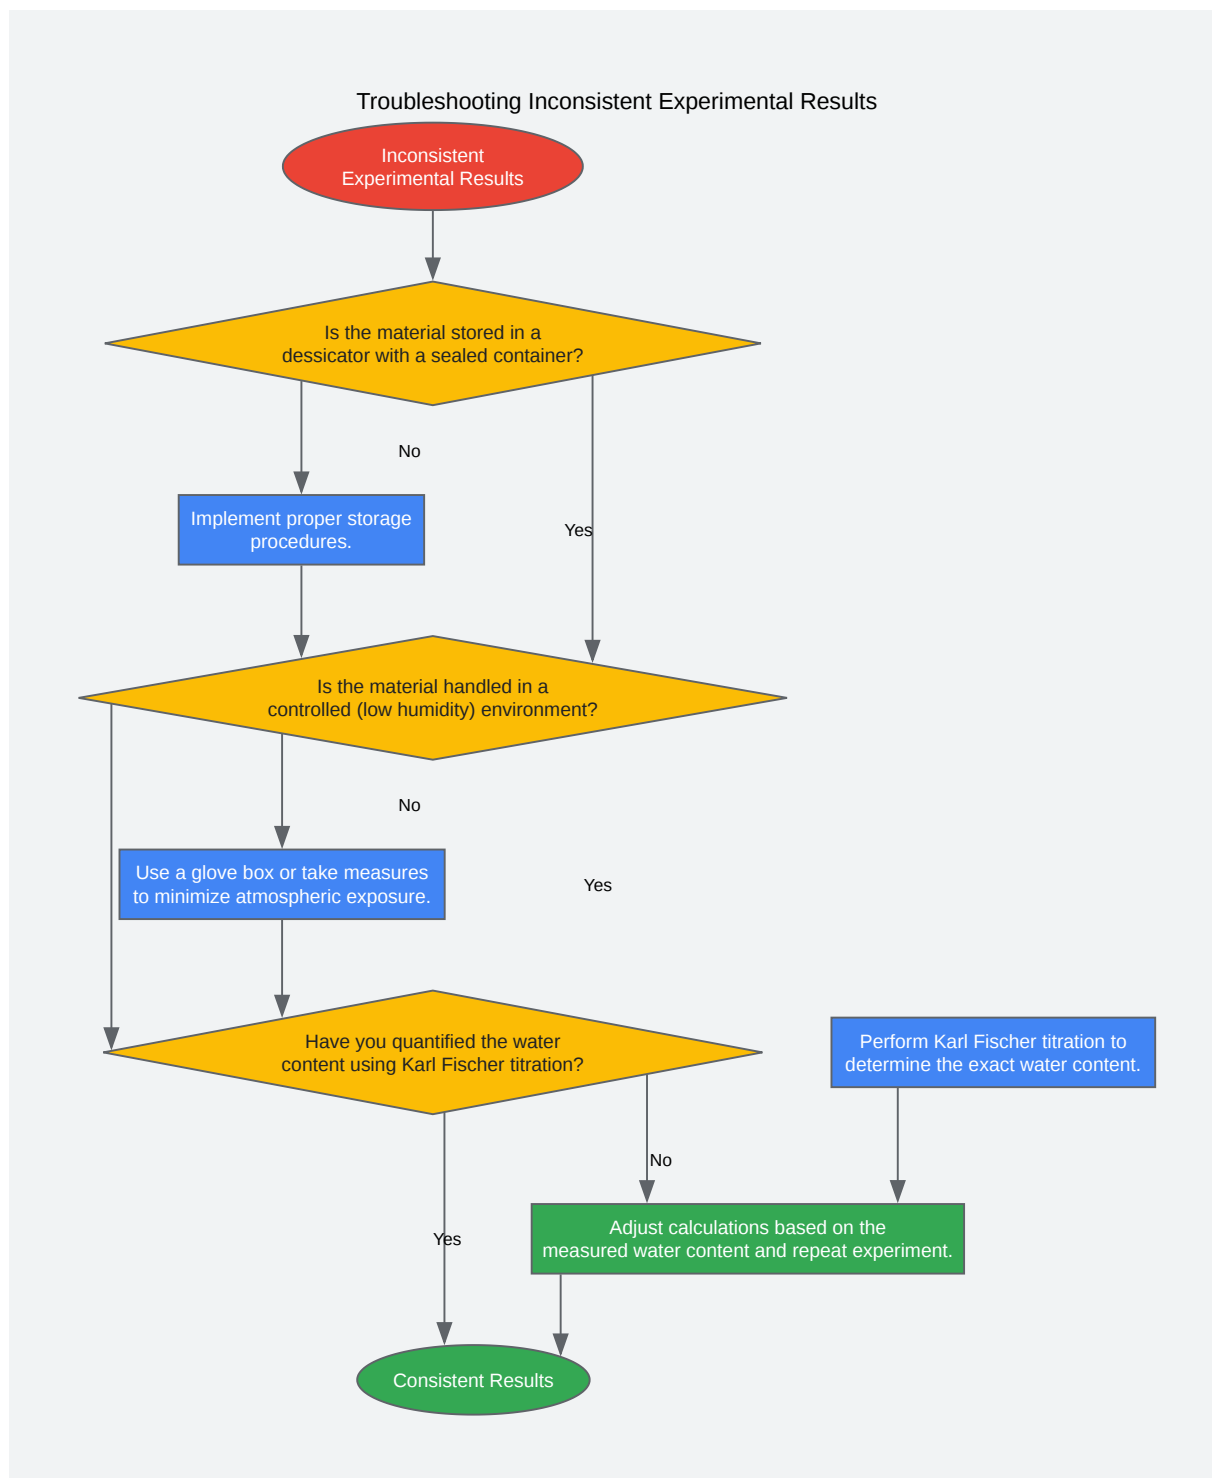 Troubleshooting Inconsistent Experimental Results
Inconsistent
Experimental Results
Is the material stored in a
dessicator with a sealed container?
No
Implement proper storage
procedures.
Yes
Is the material handled in a
controlled (low humidity) environment?
No
Use a glove box or take measures
to minimize atmospheric exposure.
Yes
Have you quantified the water
content using Karl Fischer titration?
Perform Karl Fischer titration to
determine the exact water content.
No
Adjust calculations based on the
measured water content and repeat experiment.
Yes
Consistent Results